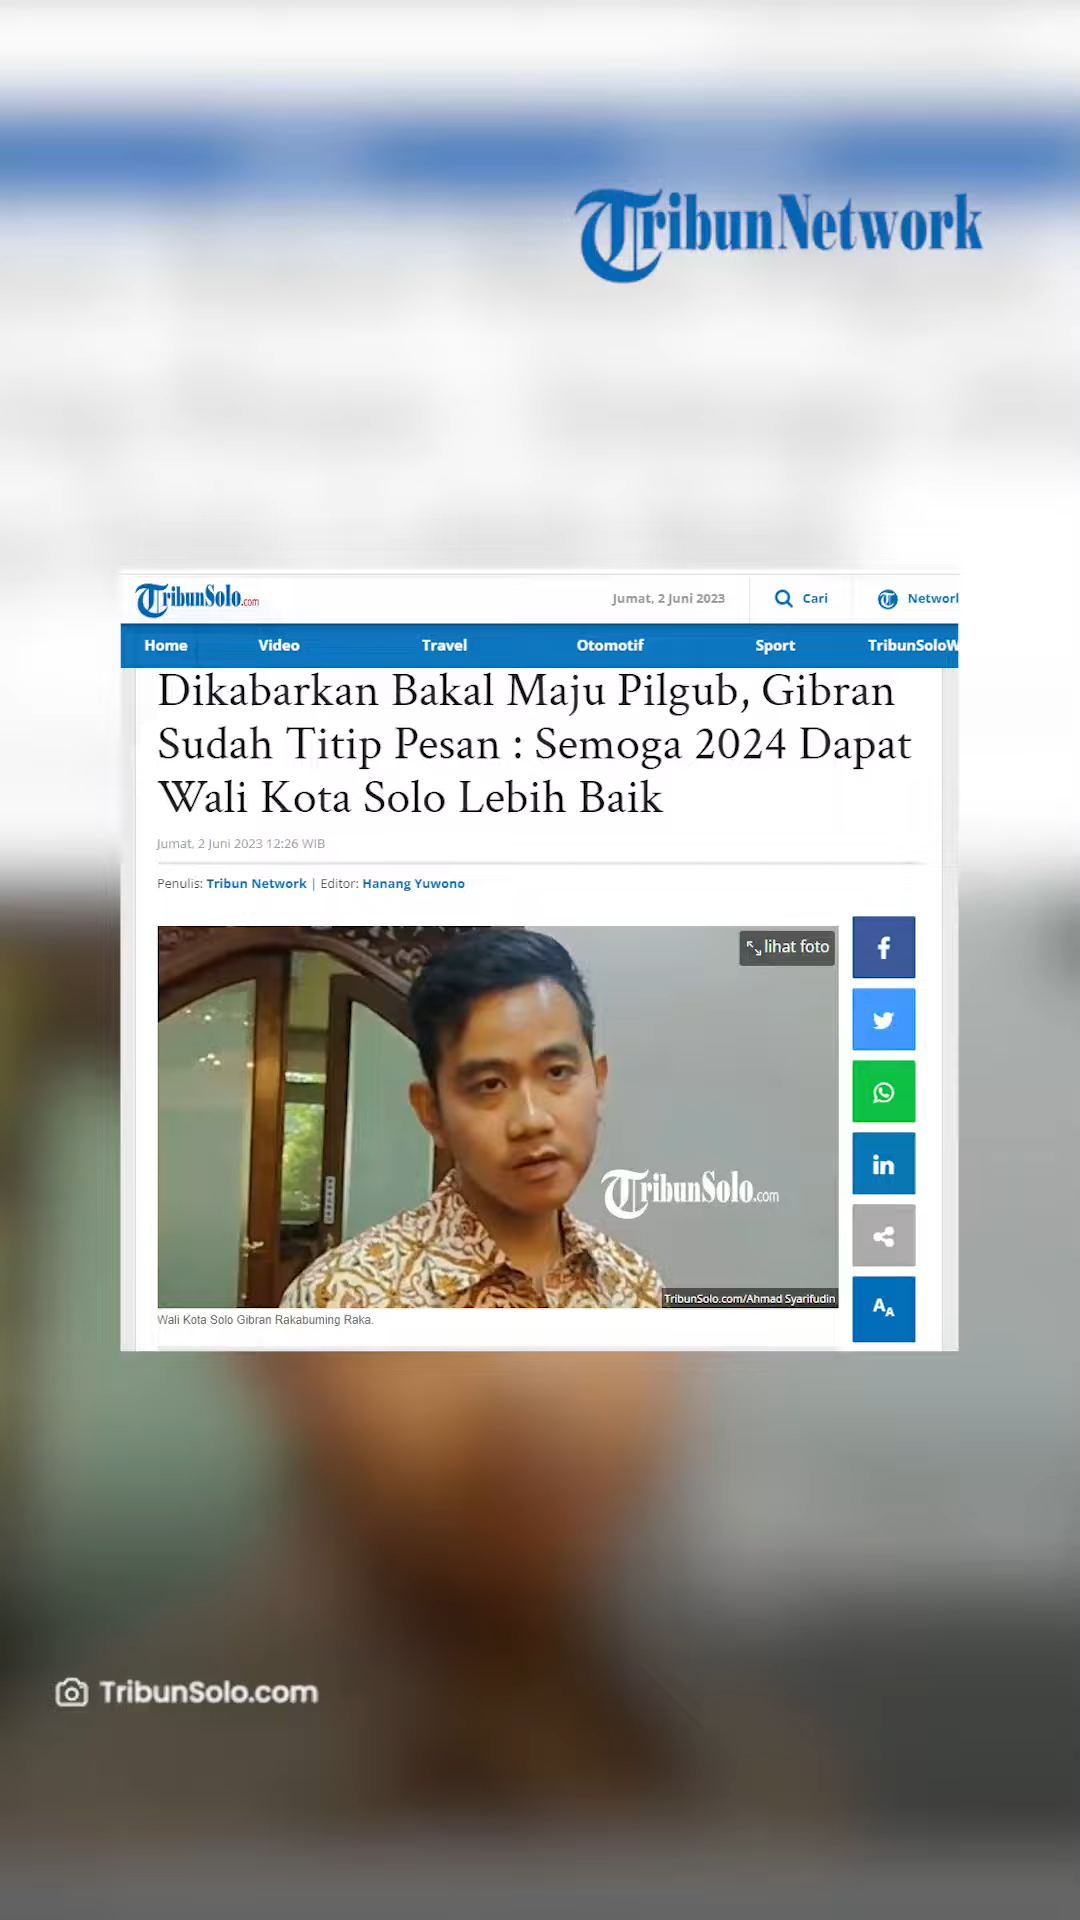 TribunNetwork
TribunSolo.com
Jumat, 2 Juni 2023
Cari
Networ
Home Video Travel Otomotif Sport TribunSoloW
Dikabarkan Bakal Maju Pilgub, Gibran
Sudah Titip Pesan : Semoga 2024 Dapat
Wali Kota Solo Lebih Baik
Jumat, 2 Juni 2023 12:26 WIB
Penulis: Tribun Network | Editor: Hanang Yuwono
lihat foto
TribunSolo.com
TribunSolo.com/Ahmad Syarifudin
Wali Kota Solo Gibran Rakabuming Raka.
AA
TribunSolo.com